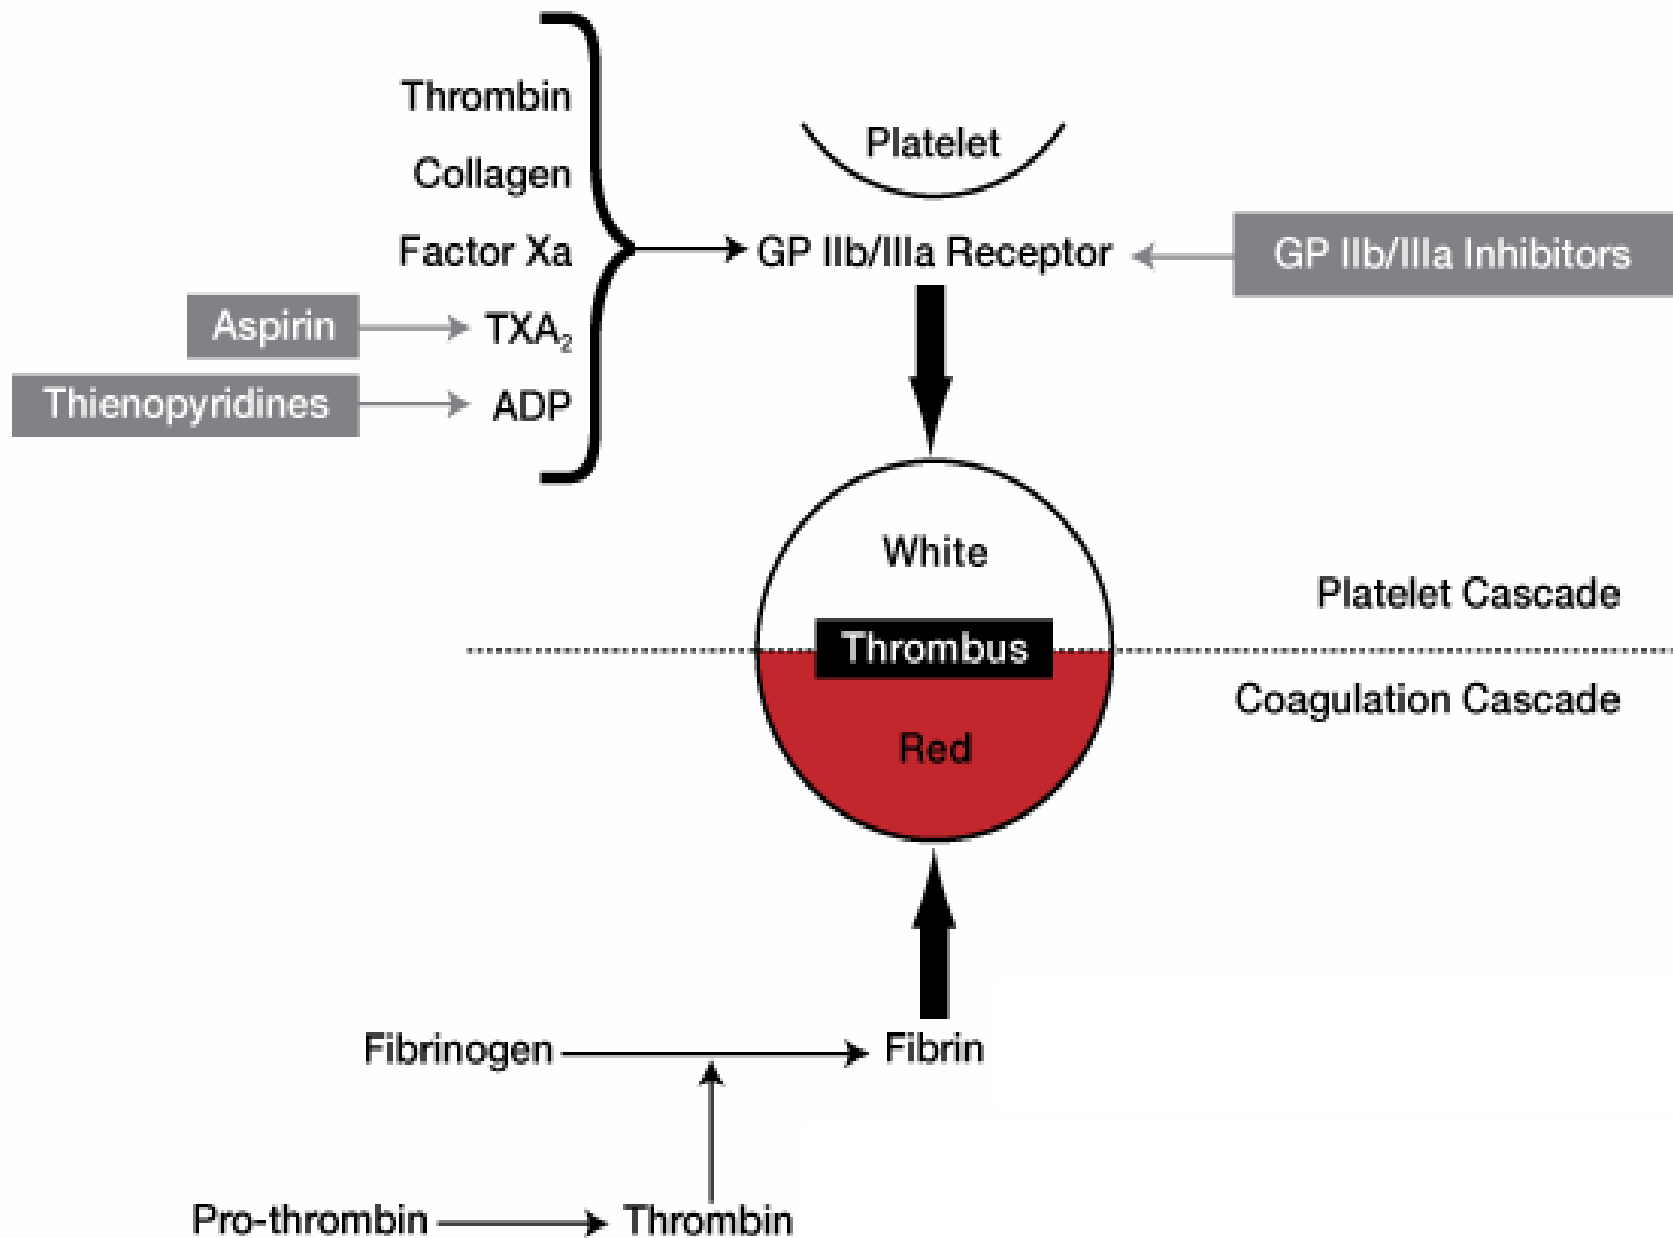 Thrombin
Collagen
Factor Xa
Aspirin
TXA₂
Thienopyridines
ADP
Platelet
GP IIb/IIIa Receptor
GP IIb/IIIa Inhibitors
White
Thrombus
Red
Platelet Cascade
Coagulation Cascade
Fibrinogen
Fibrin
Pro-thrombin
Thrombin